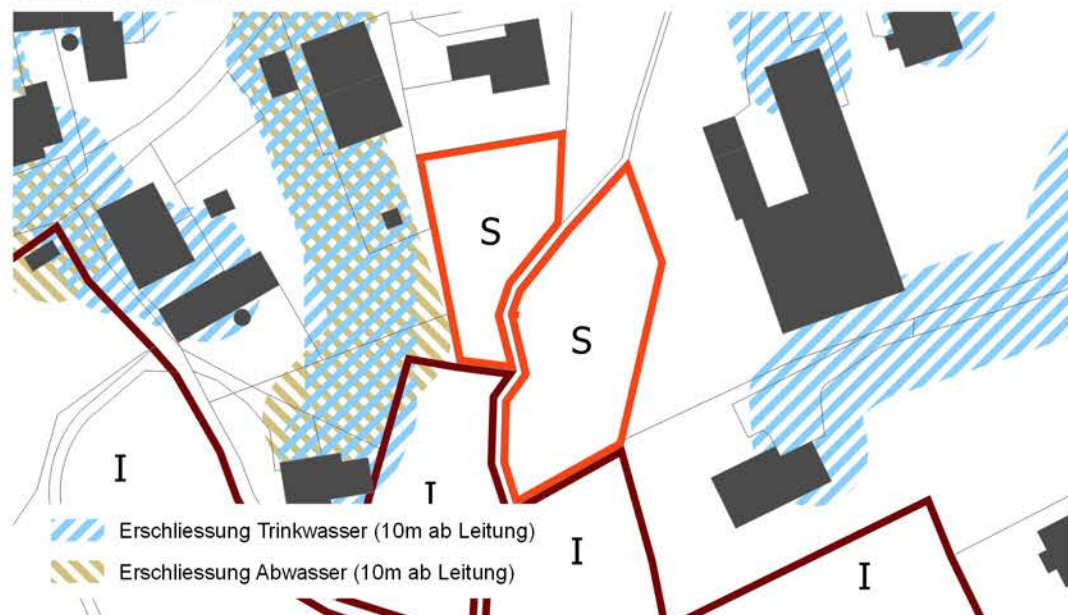 S
S
I
I
I
I
Erschliessung Trinkwasser (10m ab Leitung)
Erschliessung Abwasser (10m ab Leitung)